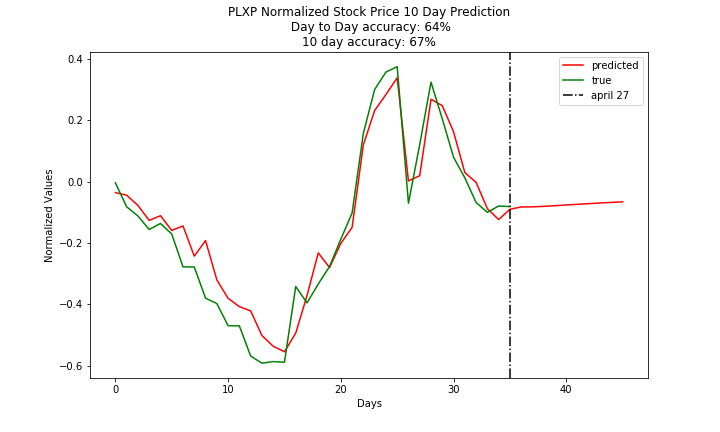 PLXP Normalized Stock Price 10 Day Prediction
Day to Day accuracy: 64%
10 day accuracy: 67%
predicted
true
april 27
Normalized Values
0.4
0.2
0.0
−0.2
−0.4
−0.6
0 10 20 30 40
Days